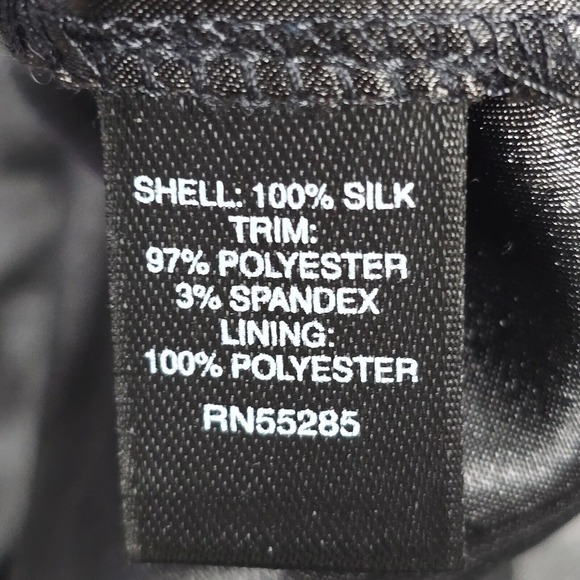 SHELL: 100% SILK
TRIM:
97% POLYESTER
3% SPANDEX
LINING:
100% POLYESTER
RN55285